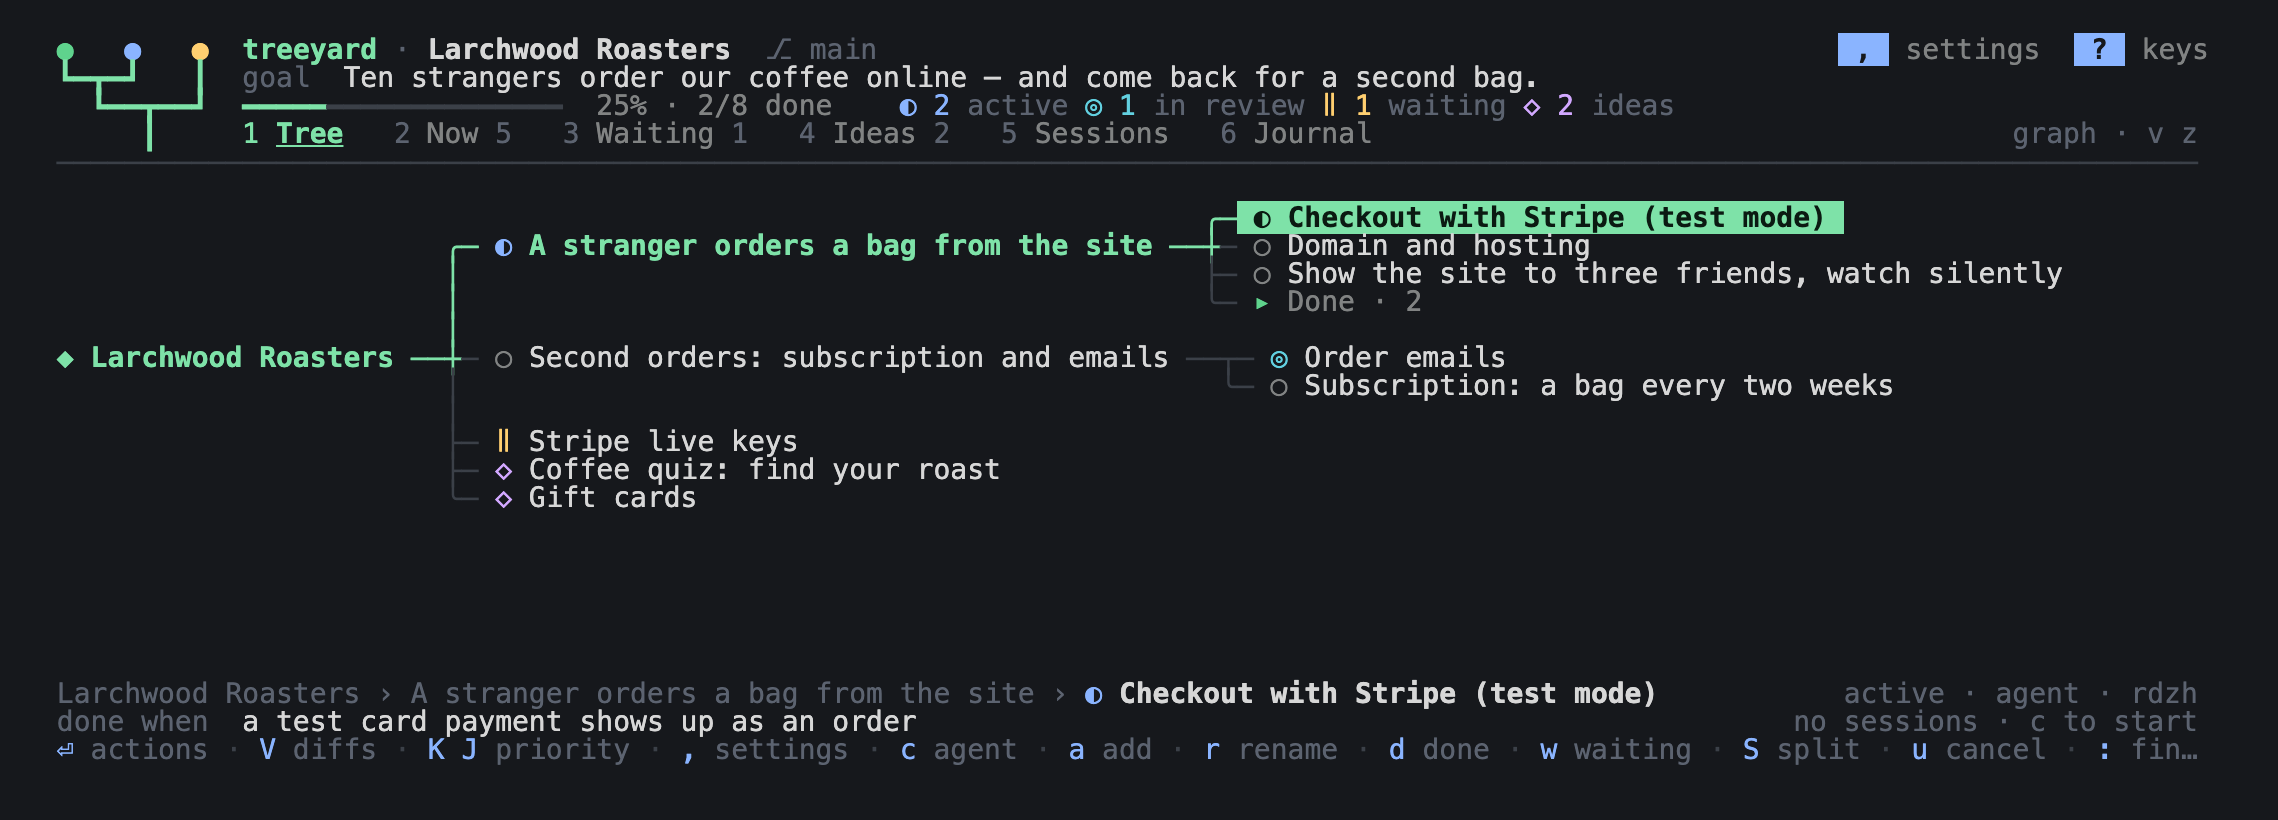 treeyard · Larchwood Roasters ⎇ main , settings ? keys
goal Ten strangers order our coffee online — and come back for a second bag.
25% · 2/8 done ◐ 2 active ◎ 1 in review ‖ 1 waiting ◇ 2 ideas
1 Tree 2 Now 5 3 Waiting 1 4 Ideas 2 5 Sessions 6 Journal graph · v z
◐ Checkout with Stripe (test mode)
◐ A stranger orders a bag from the site
○ Domain and hosting
○ Show the site to three friends, watch silently
▸ Done · 2
◆ Larchwood Roasters
○ Second orders: subscription and emails
◎ Order emails
○ Subscription: a bag every two weeks
‖ Stripe live keys
◇ Coffee quiz: find your roast
◇ Gift cards
Larchwood Roasters › A stranger orders a bag from the site › ◐ Checkout with Stripe (test mode) active · agent · rdzh
done when a test card payment shows up as an order no sessions · c to start
⏎ actions · V diffs · K J priority · , settings · c agent · a add · r rename · d done · w waiting · S split · u cancel · : fin…